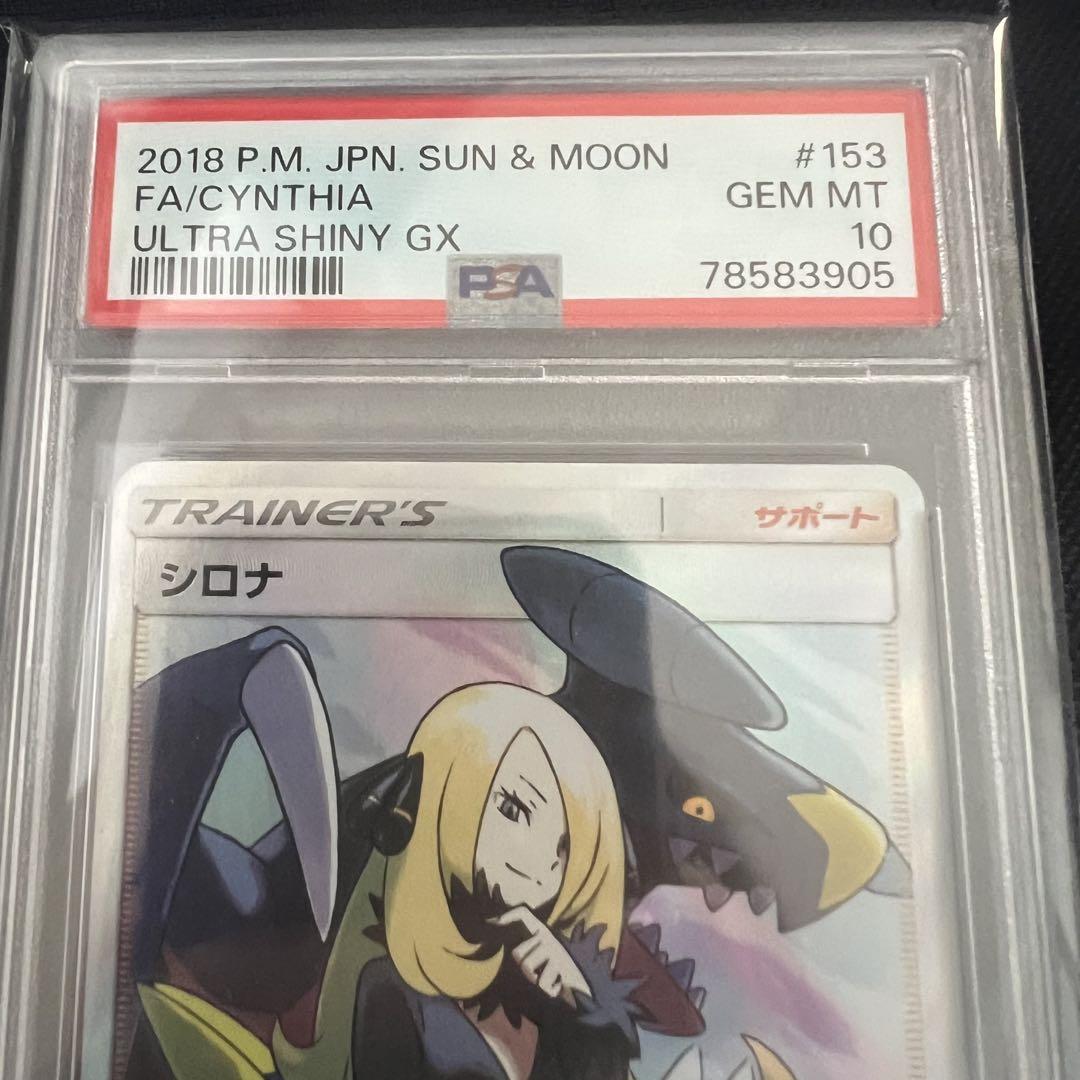 2018 P.M. JPN. SUN & MOON #153
FA/CYNTHIA GEM MT
ULTRA SHINY GX 10
PSA 78583905
TRAINER'S サポート
シロナ